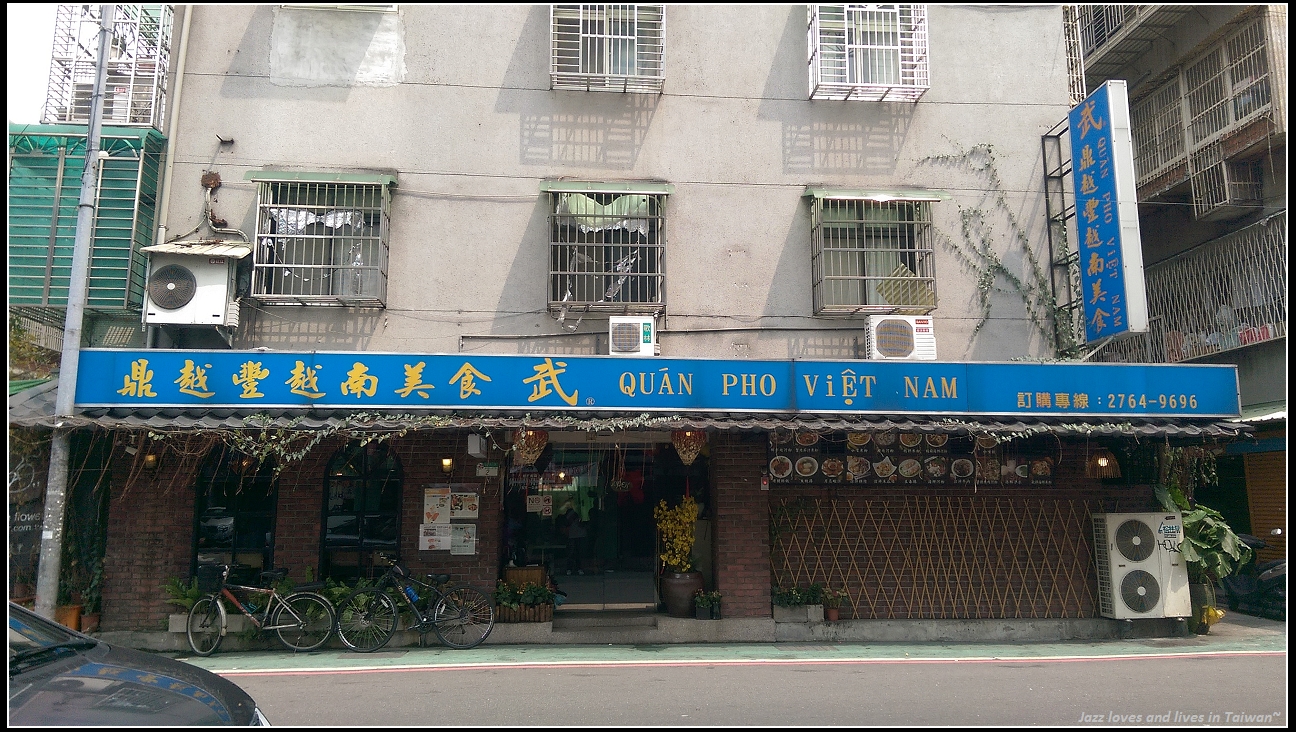 武鼎越豐越南美食
QUÁN PHO ViỆT NAM
鼎越豐越南美食 武® QUÁN PHO ViỆT NAM
訂購專線：2764-9696
Jazz loves and lives in Taiwan~